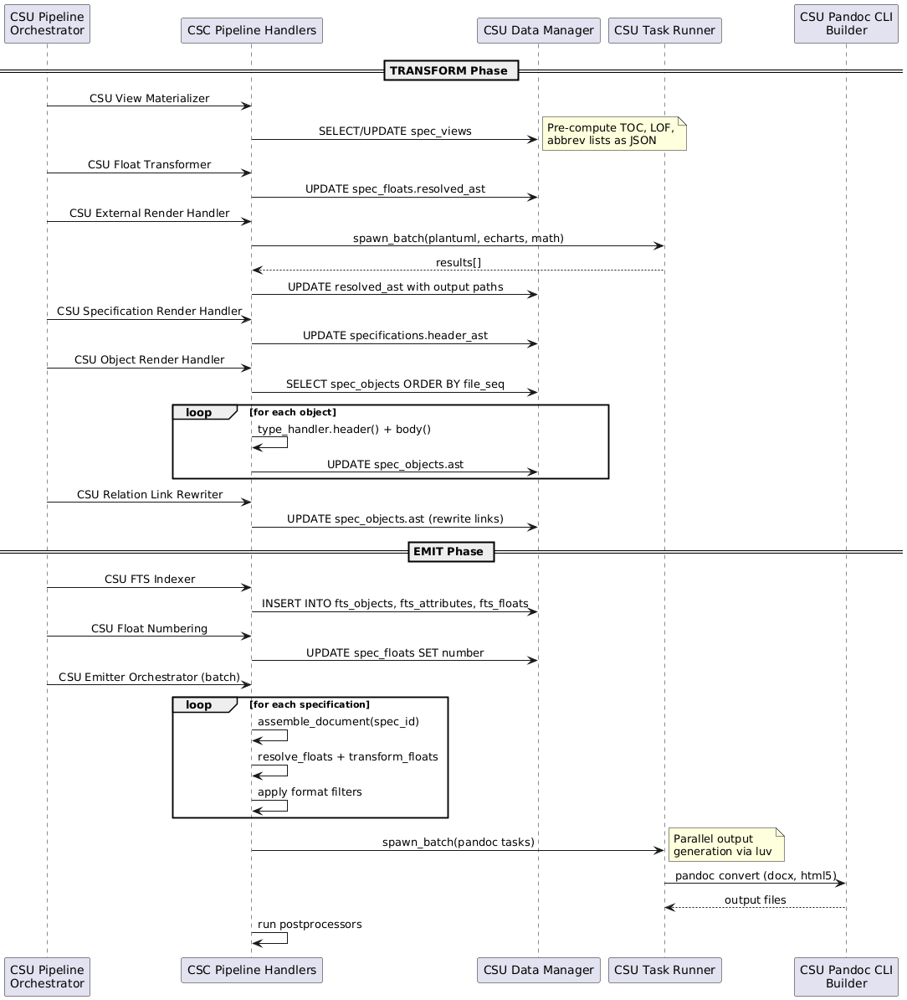 CSU Pipeline
Orchestrator
CSC Pipeline Handlers
CSU Data Manager
CSU Task Runner
CSU Pandoc CLI
Builder
TRANSFORM Phase
CSU View Materializer
SELECT/UPDATE spec_views
Pre-compute TOC, LOF,
abbrev lists as JSON
CSU Float Transformer
UPDATE spec_floats.resolved_ast
CSU External Render Handler
spawn_batch(plantuml, echarts, math)
results[]
UPDATE resolved_ast with output paths
CSU Specification Render Handler
UPDATE specifications.header_ast
CSU Object Render Handler
SELECT spec_objects ORDER BY file_seq
loop
[for each object]
type_handler.header() + body()
UPDATE spec_objects.ast
CSU Relation Link Rewriter
UPDATE spec_objects.ast (rewrite links)
EMIT Phase
CSU FTS Indexer
INSERT INTO fts_objects, fts_attributes, fts_floats
CSU Float Numbering
UPDATE spec_floats SET number
CSU Emitter Orchestrator (batch)
loop
[for each specification]
assemble_document(spec_id)
resolve_floats + transform_floats
apply format filters
spawn_batch(pandoc tasks)
Parallel output
generation via luv
pandoc convert (docx, html5)
output files
run postprocessors
CSU Pipeline
Orchestrator
CSC Pipeline Handlers
CSU Data Manager
CSU Task Runner
CSU Pandoc CLI
Builder